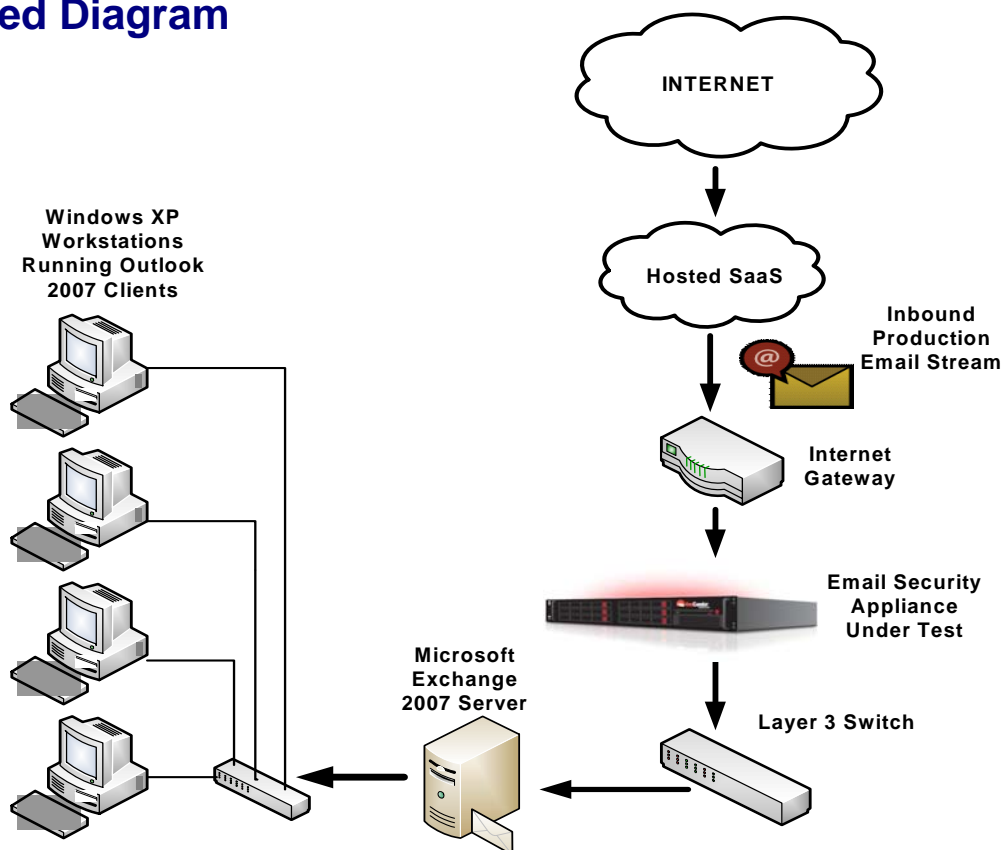 ed Diagram
INTERNET
Hosted SaaS
Inbound
Production
Email Stream
@
Internet
Gateway
Email Security
Appliance
Under Test
Layer 3 Switch
Microsoft
Exchange
2007 Server
Windows XP
Workstations
Running Outlook
2007 Clients